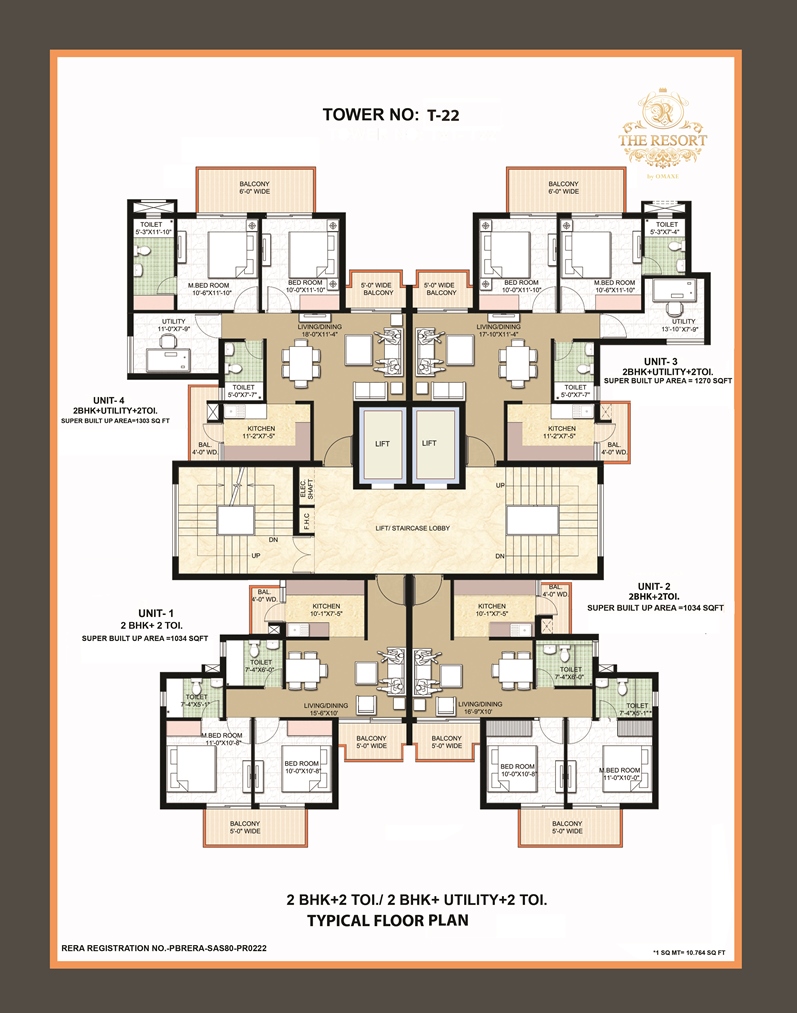 TOWER NO: T-22
R
THE RESORT
by OMAXE
BALCONY
6'-0" WIDE
BALCONY
6'-0" WIDE
TOILET
5'-3"X11'-10"
M.BED ROOM
10'-6"X11'-10"
BED ROOM
10'-0"X11'-10"
5'-0" WIDE
BALCONY
5'-0" WIDE
BALCONY
BED ROOM
10'-0"X11'-10"
M.BED ROOM
10'-6"X11'-10"
TOILET
5'-3"X7'-4"
UTILITY
11'-0"X7'-9"
LIVING/DINING
18'-0"X11'-4"
LIVING/DINING
17'-10"X11'-4"
UTILITY
13'-10"X7'-9"
TOILET
5'-0"X7'-7"
TOILET
5'-0"X7'-7"
UNIT- 3
2BHK+UTILITY+2TOI.
SUPER BUILT UP AREA = 1270 SQFT
UNIT- 4
2BHK+UTILITY+2TOI.
SUPER BUILT UP AREA=1303 SQ FT
BAL.
4'-0" WD.
KITCHEN
11'-2"X7'-5"
LIFT
LIFT
KITCHEN
11'-2"X7'-5"
BAL.
4'-0" WD.
ELEC.
SHAFT
F.H.C
DN
UP
LIFT/ STAIRCASE LOBBY
UP
DN
UNIT- 1
2 BHK+ 2 TOI.
SUPER BUILT UP AREA =1034 SQFT
BAL.
4'-0" WD.
KITCHEN
10'-1"X7'-5"
KITCHEN
10'-1"X7'-5"
BAL.
4'-0" WD.
UNIT- 2
2BHK+2TOI.
SUPER BUILT UP AREA =1034 SQFT
TOILET
7'-4"X6'-0"
TOILET
7'-4"X6'-0"
TOILET
7'-4"X5'-1"
LIVING/DINING
15'-6"X10'
LIVING/DINING
16'-9"X10'
TOILET
7'-4"X5'-1"
M.BED ROOM
11'-0"X10'-8"
BED ROOM
10'-0"X10'-8"
BALCONY
5'-0" WIDE
BALCONY
5'-0" WIDE
BED ROOM
10'-0"X10'-8"
M.BED ROOM
11'-0"X10'-0"
BALCONY
5'-0" WIDE
BALCONY
5'-0" WIDE
2 BHK+2 TOI./ 2 BHK+ UTILITY+2 TOI.
TYPICAL FLOOR PLAN
RERA REGISTRATION NO.-PBRERA-SAS80-PR0222
*1 SQ MT= 10.764 SQ FT